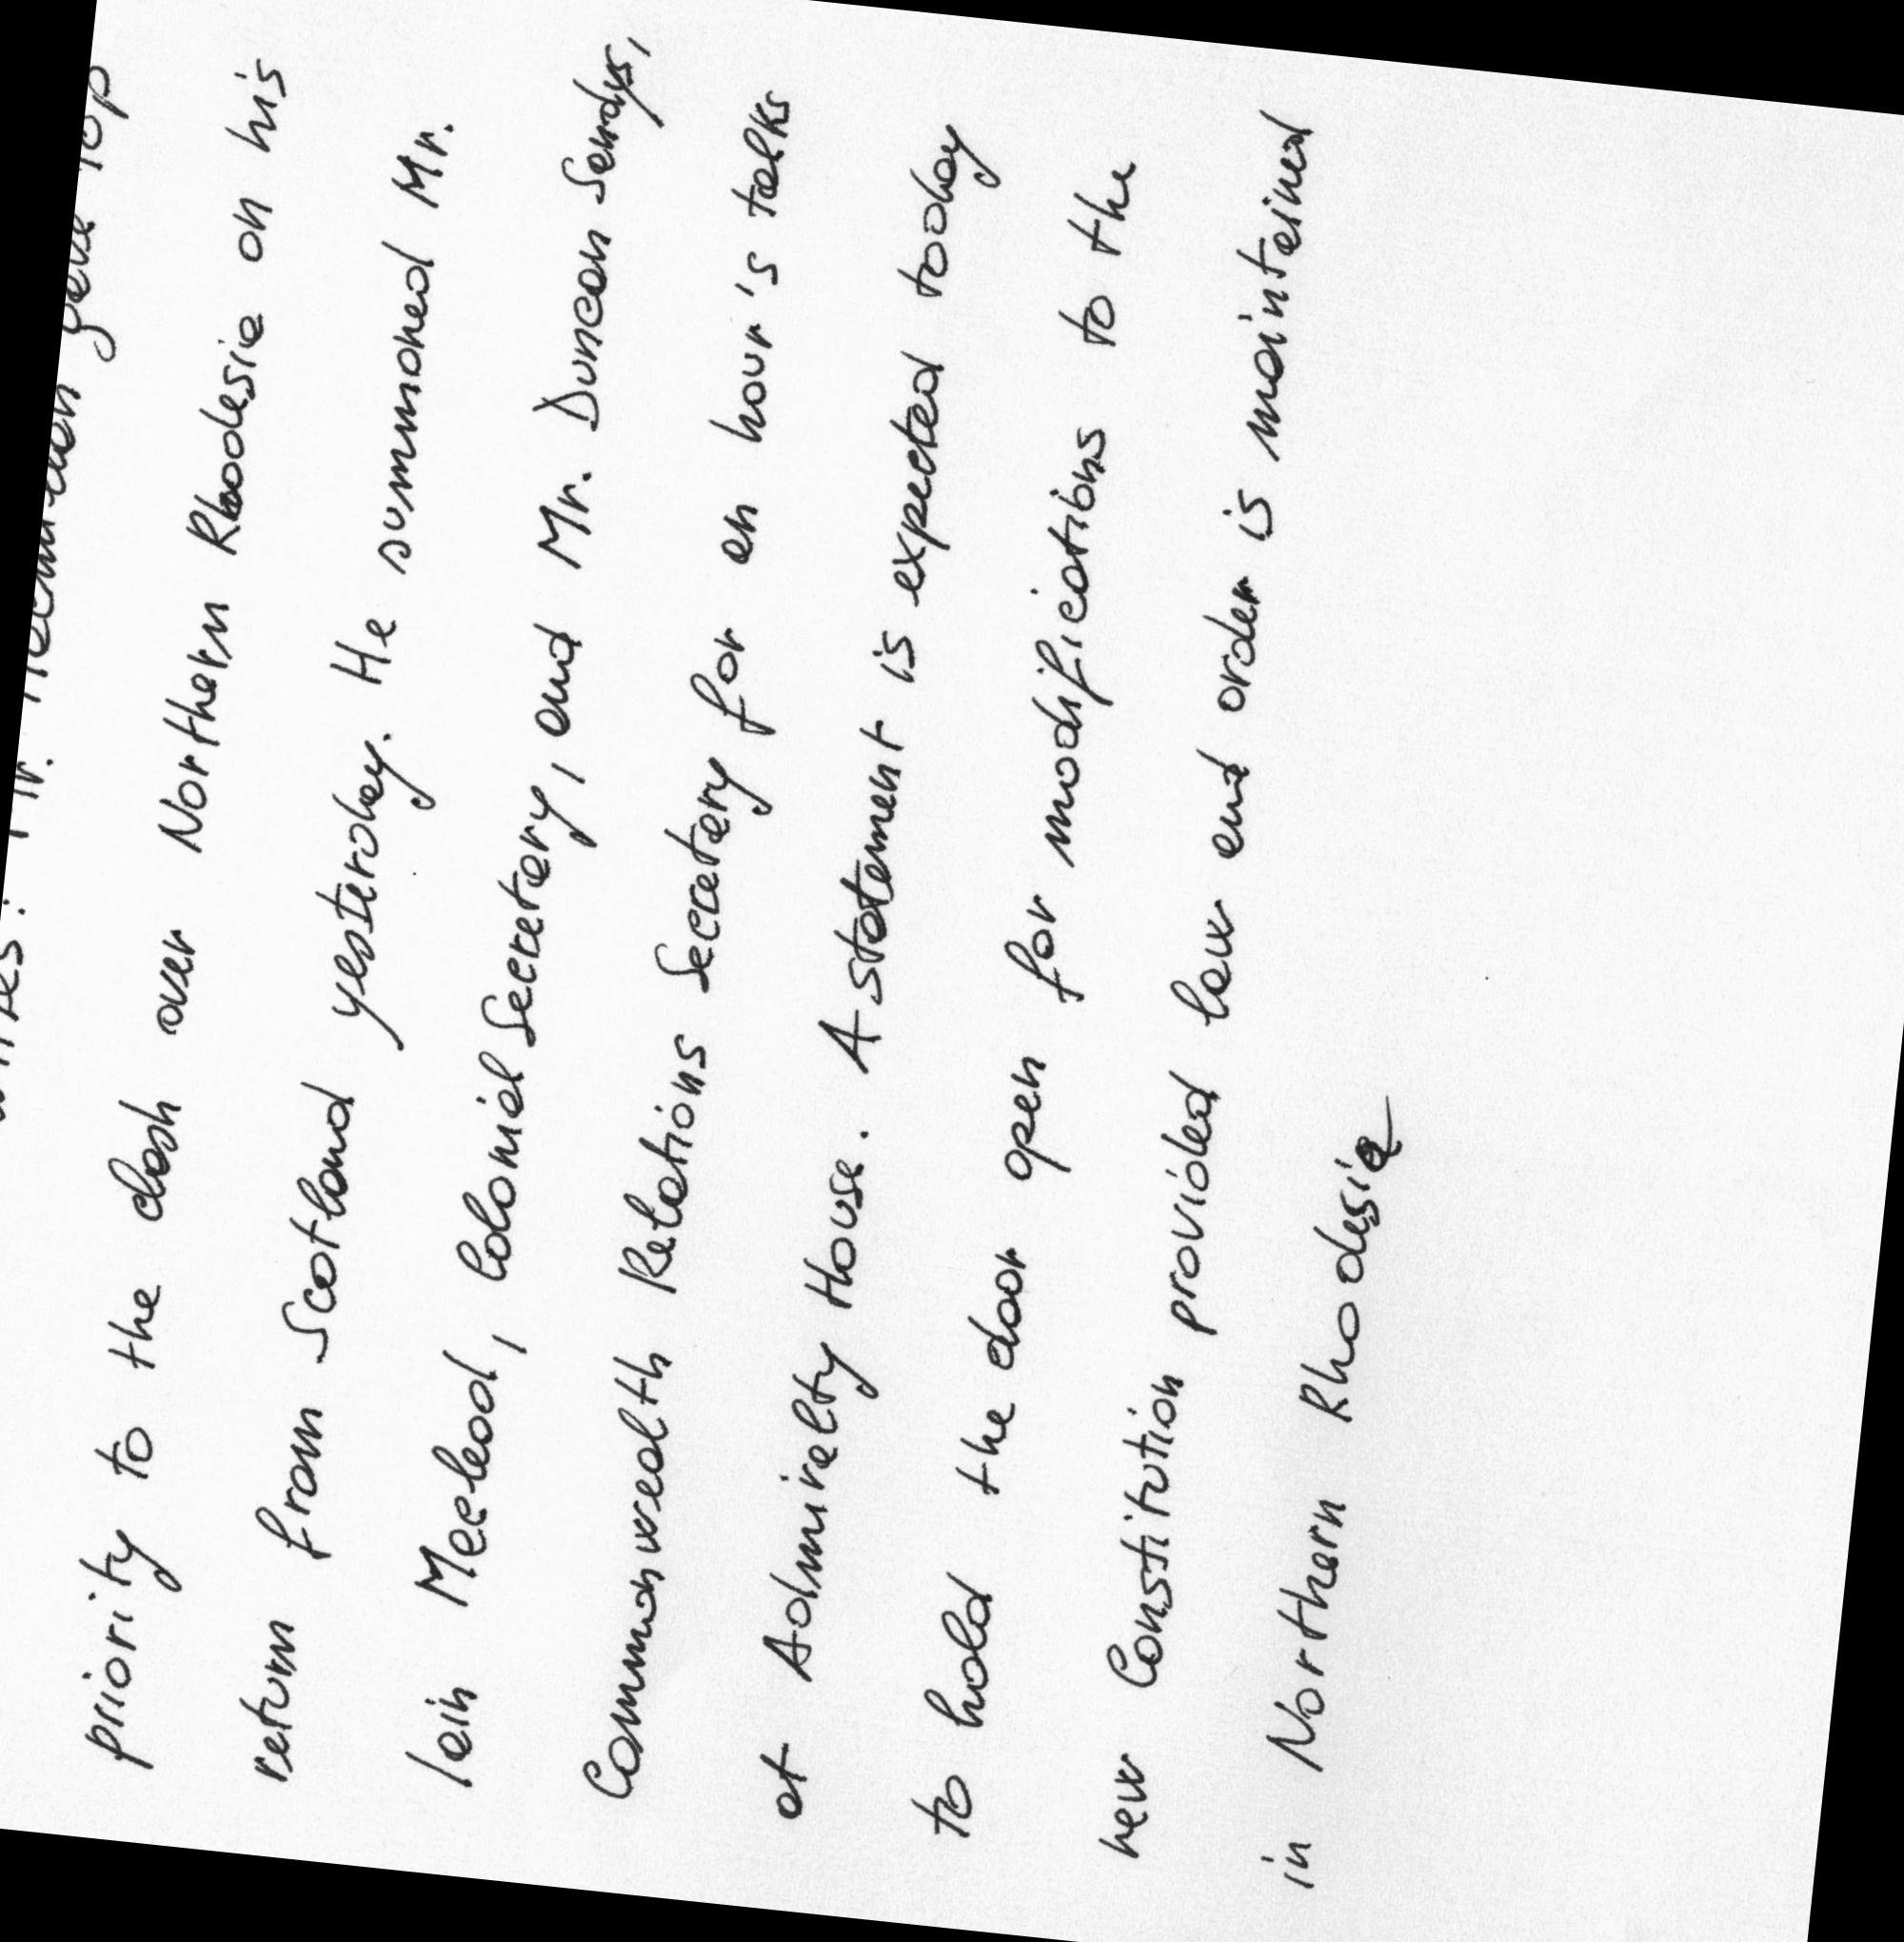 Mr. Macmillan gave top
priority to the clash over Northern Rhodesia on his
return from Scotland yesterday. He summoned Mr.
Iain Macleod, Colonial Secretary, and Mr. Duncan Sandys,
Commonwealth Relations Secretary for an hour's talks
at Admiralty House. A statement is expected today
to hold the door open for modifications to the
new Constitution provided law and order is maintained
in Northern Rhodesia